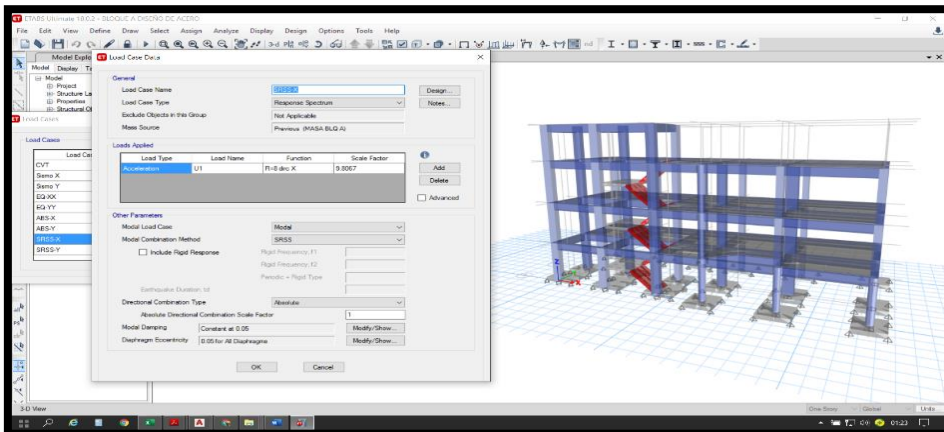 ETABS Ultimate 18.0.2 - BLOQUE A DISEÑO DE ACERO
File Edit View Define Draw Select Assign Analyze Display Design Options Tools Help
Model Explo
Model Display
Model
Project
Structure La
Properties
Structural Ob
Load Cases
Load Cases
Load Cas
CVT
Sismo X
Sismo Y
EQ-XX
EQ-YY
ABS-X
ABS-Y
SRSS-X
SRSS-Y
Load Case Data
General
Load Case Name SRSS-X Design...
Load Case Type Response Spectrum Notes...
Exclude Objects in this Group Not Applicable
Mass Source Previous (MASA BLQ A)
Loads Applied
Load Type Load Name Function Scale Factor
Acceleration U1 R=8 direc X 9.8067
Add
Delete
Advanced
Other Parameters
Modal Load Case Modal
Modal Combination Method SRSS
Include Rigid Response Rigid Frequency, f1
Rigid Frequency, f2
Periodic + Rigid Type
Earthquake Duration, td
Directional Combination Type Absolute
Absolute Directional Combination Scale Factor 1
Modal Damping Constant at 0.05 Modify/Show...
Diaphragm Eccentricity 0.05 for All Diaphragms Modify/Show...
OK Cancel
Z
X
3-D View
One Story Global Units...
01:23